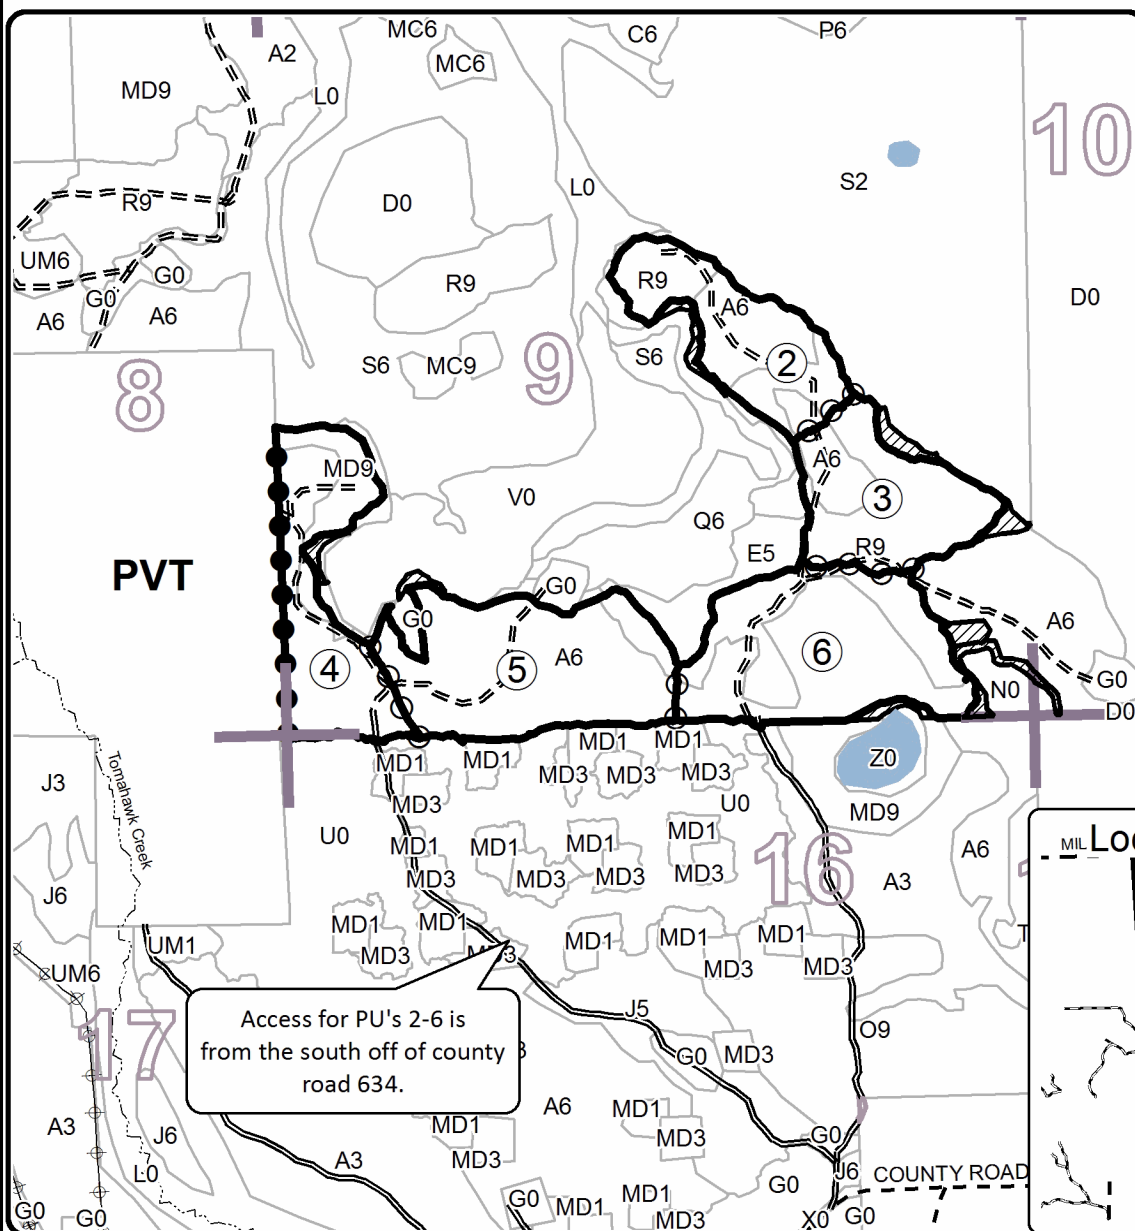 MC6
P6
C6
A2
MC6
MD9
L0
10
S2
L0
R9
D0
UM6
G0
R9
R9
G0
A6
D0
A6
A6
S6
MC9
S6
8
9
2
MD9
A6
V0
3
Q6
R9
E5
PVT
G0
G0
A6
4
5
A6
6
G0
N0
D0
MD1
MD1
MD1
MD1
Z0
MD3
MD3
MD3
J3
Tomahawk Creek
MD3
U0
MD9
U0
MD1
MD1
MD1
MD1
A6
MD3
MD3
MD3
MD3
16
A3
J6
MD1
MD1
MD1
MD1
MD1
UM1
MD3
MD3
MD3
MD3
UM6
17
Access for PU's 2-6 is
from the south off of county
road 634.
J5
O9
G0
MD3
A6
MD1
MD1
MD3
A3
J6
G0
MD3
A3
L0
J6
COUNTY ROAD
G0
G0
MD1
MD1
MD3
G0
G0
X0
G0
MIL